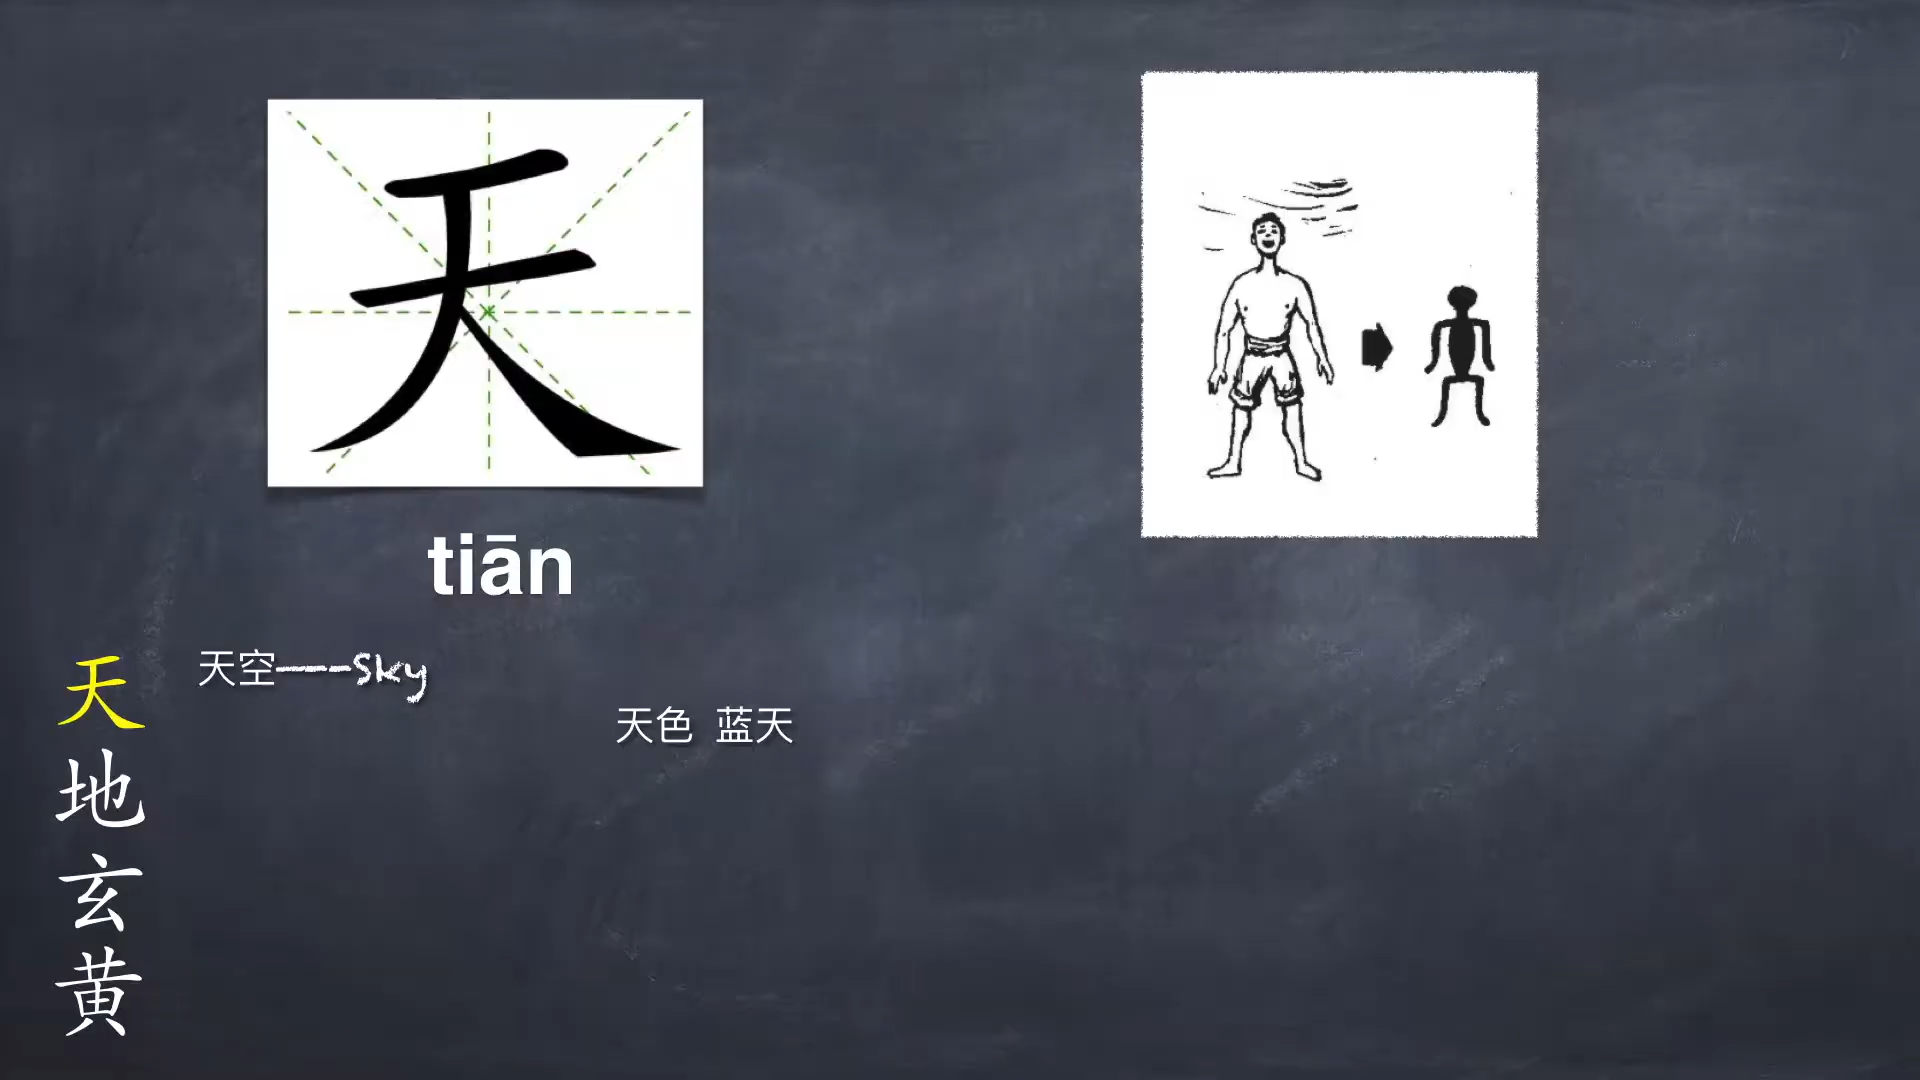 天
tiān
天空---Sky
天色 蓝天
天
地
玄
黄